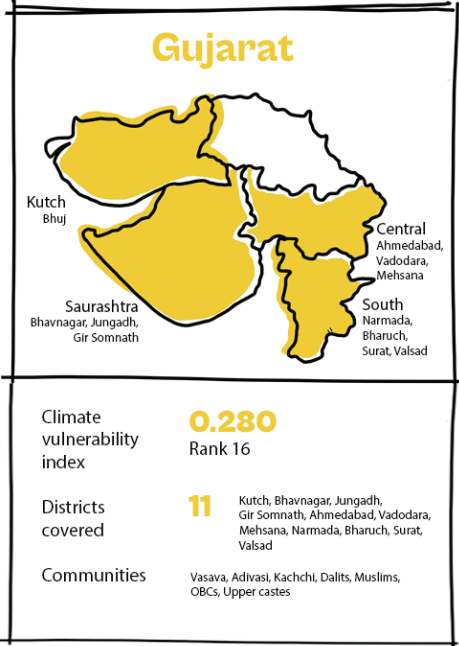 Gujarat
Kutch
Bhuj
Central
Ahmedabad,
Vadodara,
Mehsana
Saurashtra
Bhavnagar, Jungadh,
Gir Somnath
South
Narmada,
Bharuch,
Surat, Valsad
Climate
vulnerability
index
0.280
Rank 16
Districts
covered
11
Kutch, Bhavnagar, Jungadh,
Gir Somnath, Ahmedabad, Vadodara,
Mehsana, Narmada, Bharuch, Surat,
Valsad
Communities
Vasava, Adivasi, Kachchi, Dalits, Muslims,
OBCs, Upper castes